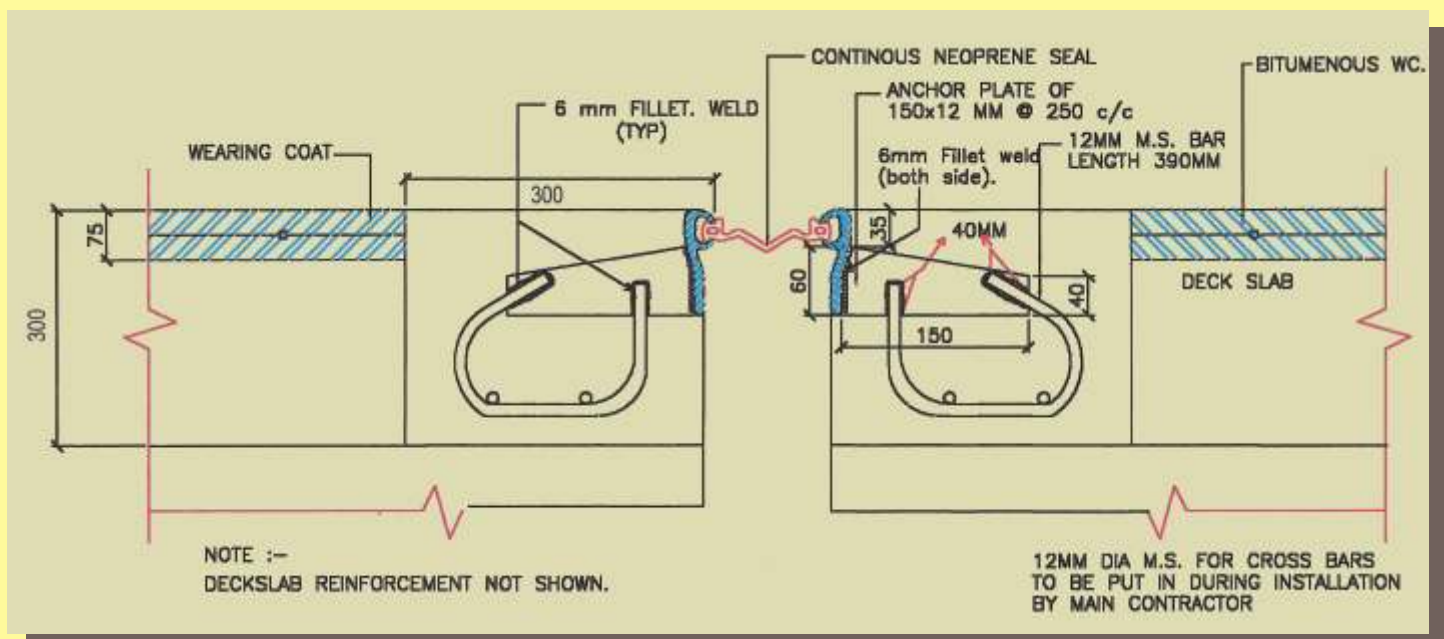 CONTINOUS NEOPRENE SEAL
BITUMENOUS WC.
ANCHOR PLATE OF
150x12 MM @ 250 c/c
6 mm FILLET. WELD
(TYP)
12MM M.S. BAR
LENGTH 390MM
WEARING COAT
6mm Fillet weld
(both side).
300
75
35
40MM
60
DECK SLAB
40
300
150
NOTE :-
DECKSLAB REINFORCEMENT NOT SHOWN.
12MM DIA M.S. FOR CROSS BARS
TO BE PUT IN DURING INSTALLATION
BY MAIN CONTRACTOR